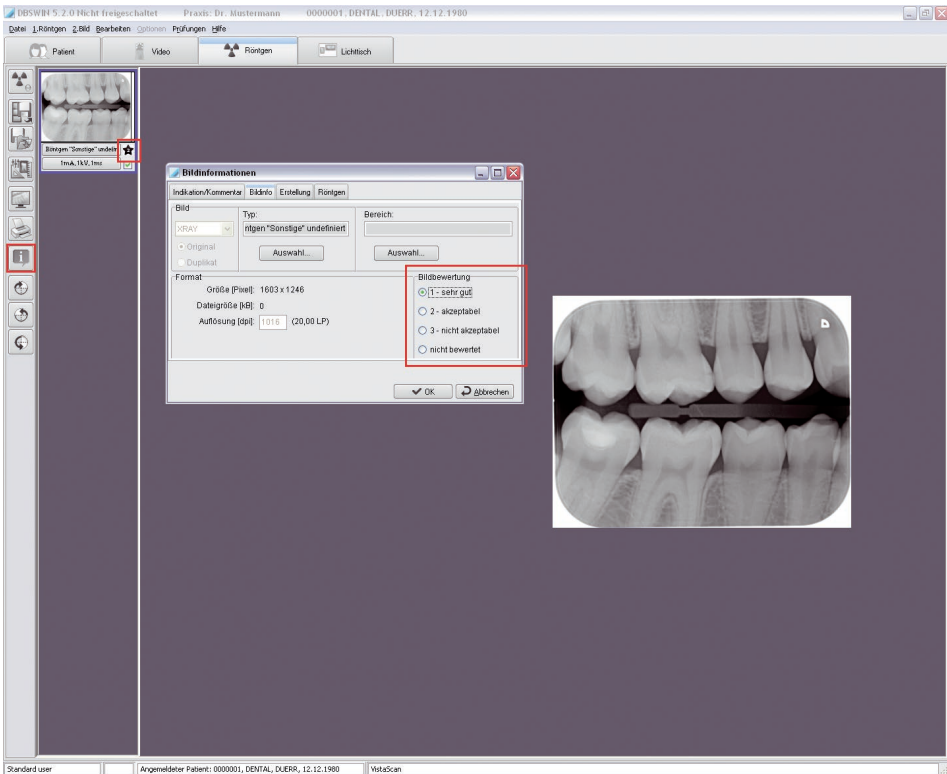 DBSWIN 5.2.0 Nicht freigeschaltet Praxis: Dr. Mustermann 0000001, DENTAL, DUERR, 12.12.1980
Datei 1.Röntgen 2.Bild Bearbeiten Optionen Prüfungen Hilfe
Patient Video Röntgen Lichttisch
Röntgen "Sonstige" undefin
1mA, 1kV, 1ms
Bildinformationen
Indikation/Kommentar Bildinfo Erstellung Röntgen
Bild
Typ:
Bereich:
XRAY
ntgen "Sonstige" undefiniert
Original
Duplikat
Auswahl...
Auswahl...
Format
Größe [Pixel]: 1603 x 1246
Dateigröße [kB]: 0
Auflösung [dpi]: 1016 (20,00 LP)
Bildbewertung
1 - sehr gut
2 - akzeptabel
3 - nicht akzeptabel
nicht bewertet
OK Abbrechen
Standard user
Angemeldeter Patient: 0000001, DENTAL, DUERR, 12.12.1980
VistaScan